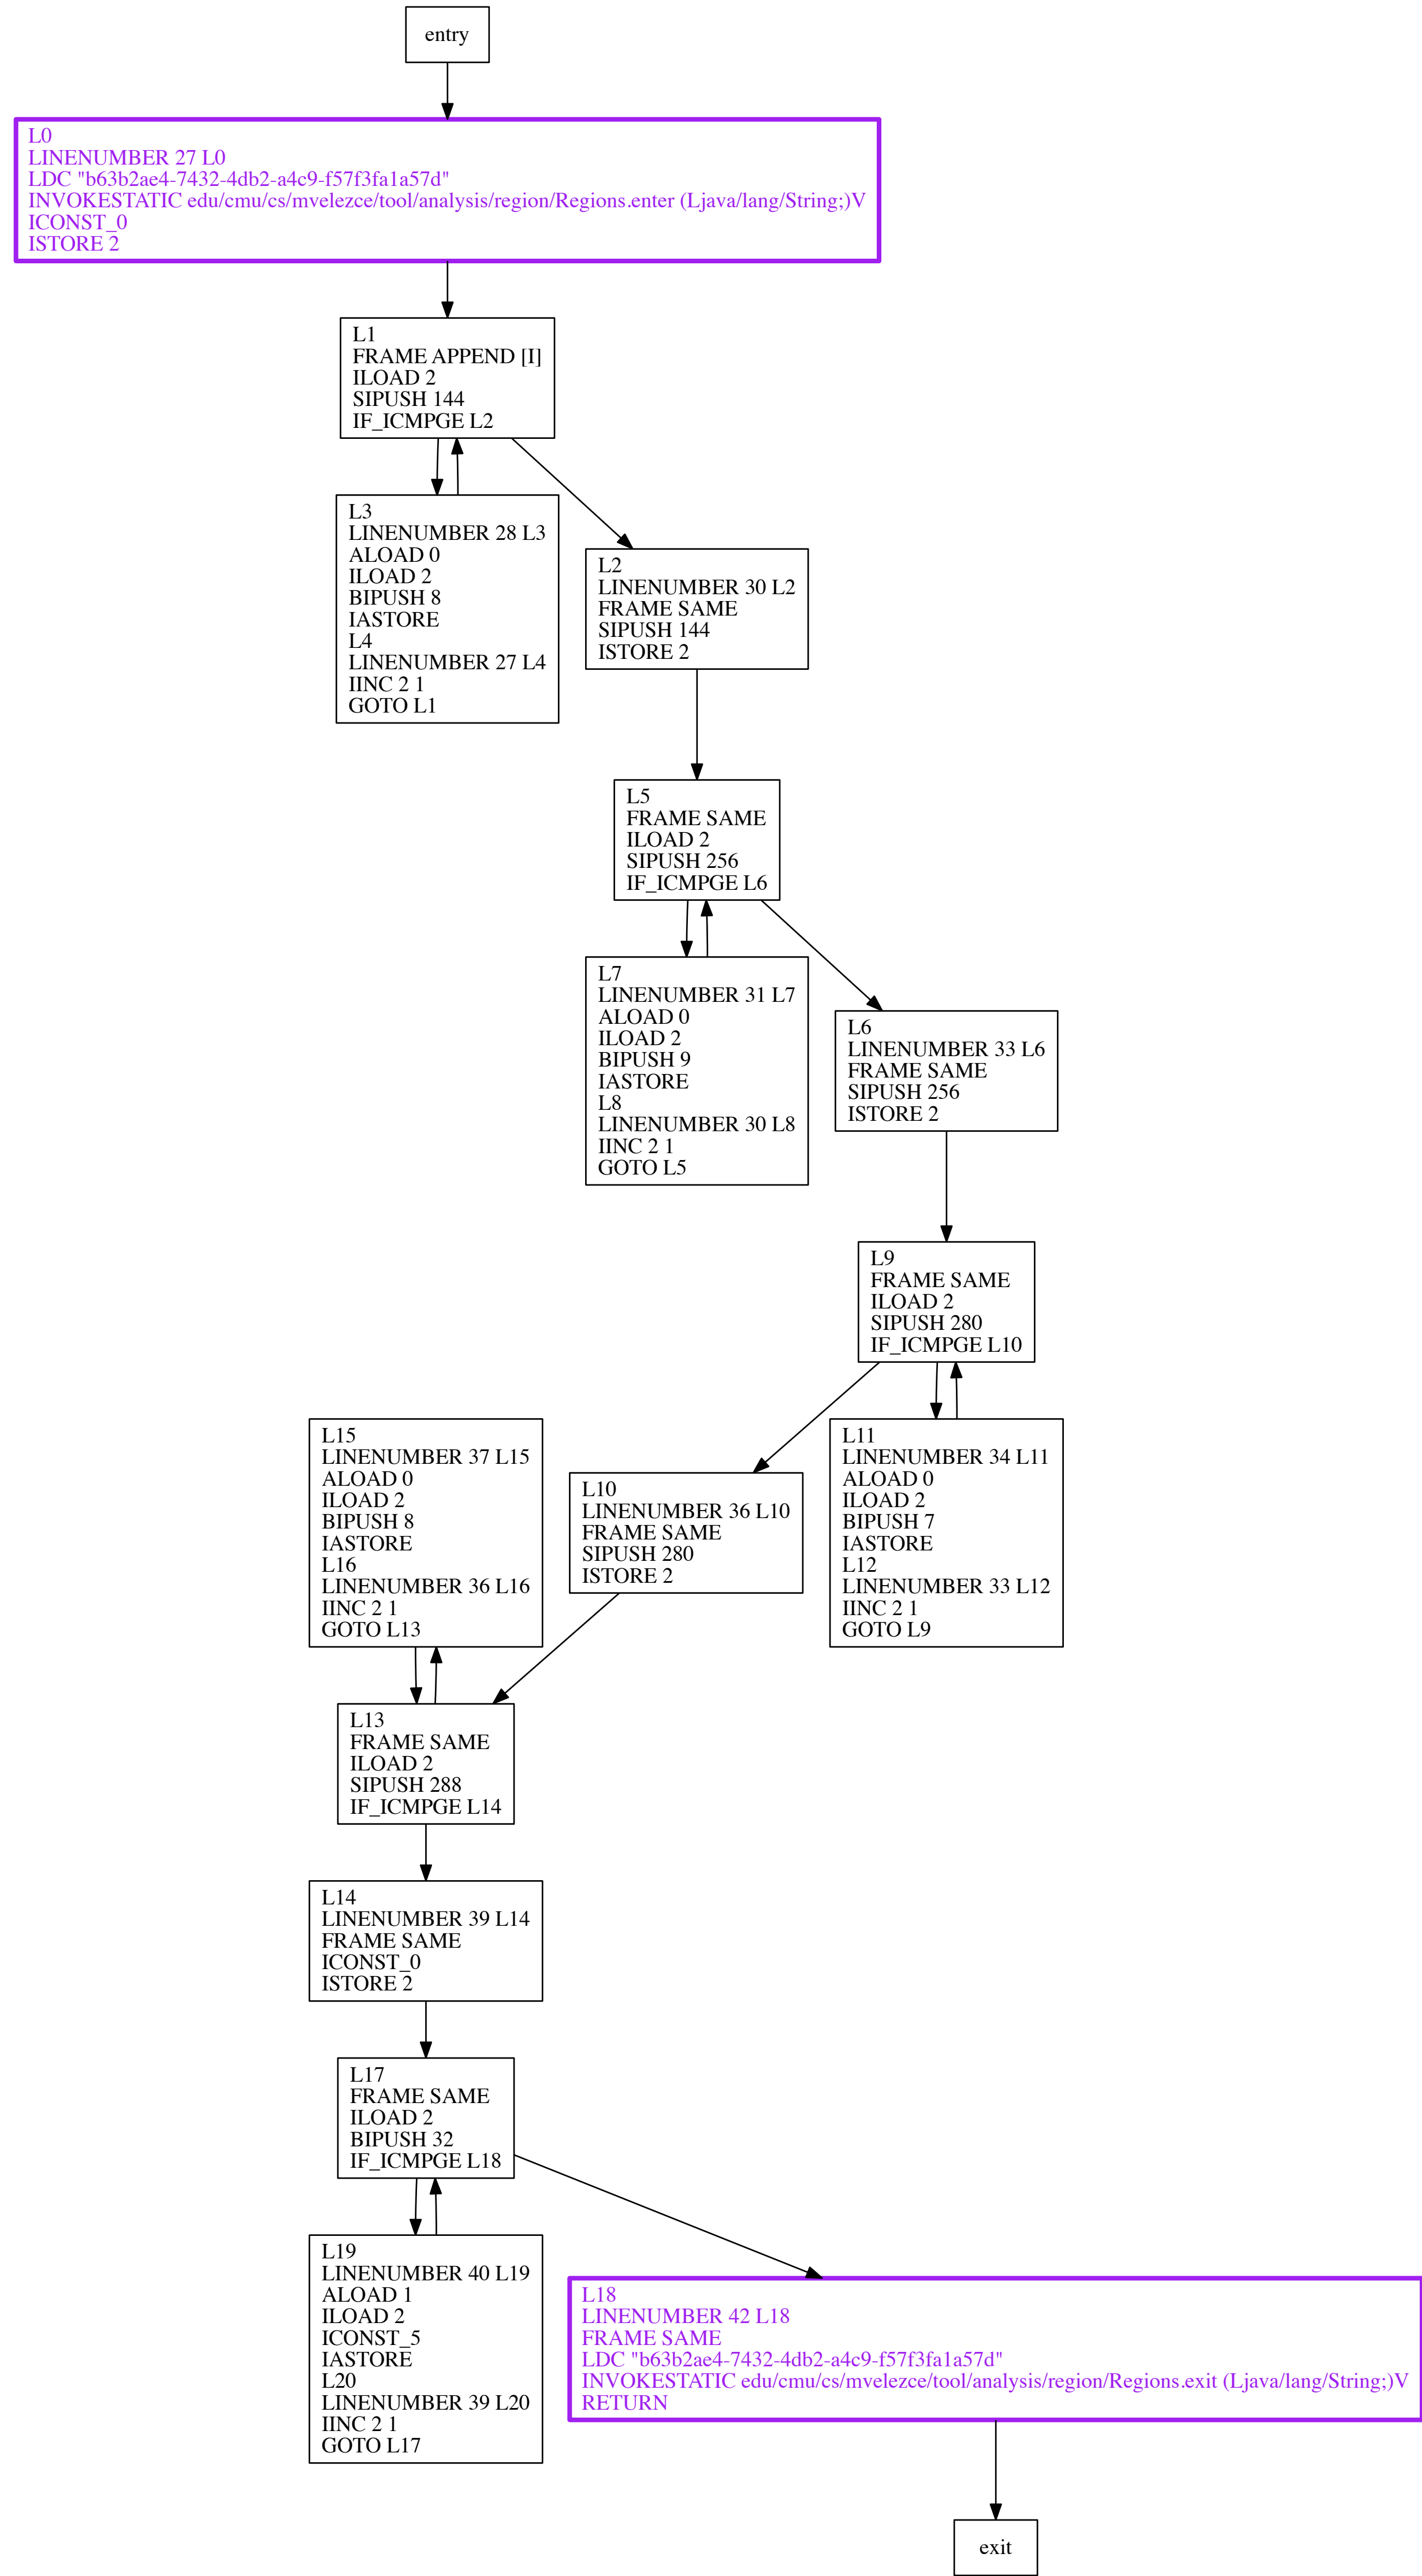 entry
L0
LINENUMBER 27 L0
LDC "b63b2ae4-7432-4db2-a4c9-f57f3fa1a57d"
INVOKESTATIC edu/cmu/cs/mvelezce/tool/analysis/region/Regions.enter (Ljava/lang/String;)V
ICONST_0
ISTORE 2
L1
FRAME APPEND [I]
ILOAD 2
SIPUSH 144
IF_ICMPGE L2
L3
LINENUMBER 28 L3
ALOAD 0
ILOAD 2
BIPUSH 8
IASTORE
L4
LINENUMBER 27 L4
IINC 2 1
GOTO L1
L2
LINENUMBER 30 L2
FRAME SAME
SIPUSH 144
ISTORE 2
L5
FRAME SAME
ILOAD 2
SIPUSH 256
IF_ICMPGE L6
L7
LINENUMBER 31 L7
ALOAD 0
ILOAD 2
BIPUSH 9
IASTORE
L8
LINENUMBER 30 L8
IINC 2 1
GOTO L5
L6
LINENUMBER 33 L6
FRAME SAME
SIPUSH 256
ISTORE 2
L9
FRAME SAME
ILOAD 2
SIPUSH 280
IF_ICMPGE L10
L15
LINENUMBER 37 L15
ALOAD 0
ILOAD 2
BIPUSH 8
IASTORE
L16
LINENUMBER 36 L16
IINC 2 1
GOTO L13
L10
LINENUMBER 36 L10
FRAME SAME
SIPUSH 280
ISTORE 2
L11
LINENUMBER 34 L11
ALOAD 0
ILOAD 2
BIPUSH 7
IASTORE
L12
LINENUMBER 33 L12
IINC 2 1
GOTO L9
L13
FRAME SAME
ILOAD 2
SIPUSH 288
IF_ICMPGE L14
L14
LINENUMBER 39 L14
FRAME SAME
ICONST_0
ISTORE 2
L17
FRAME SAME
ILOAD 2
BIPUSH 32
IF_ICMPGE L18
L19
LINENUMBER 40 L19
ALOAD 1
ILOAD 2
ICONST_5
IASTORE
L20
LINENUMBER 39 L20
IINC 2 1
GOTO L17
L18
LINENUMBER 42 L18
FRAME SAME
LDC "b63b2ae4-7432-4db2-a4c9-f57f3fa1a57d"
INVOKESTATIC edu/cmu/cs/mvelezce/tool/analysis/region/Regions.exit (Ljava/lang/String;)V
RETURN
exit